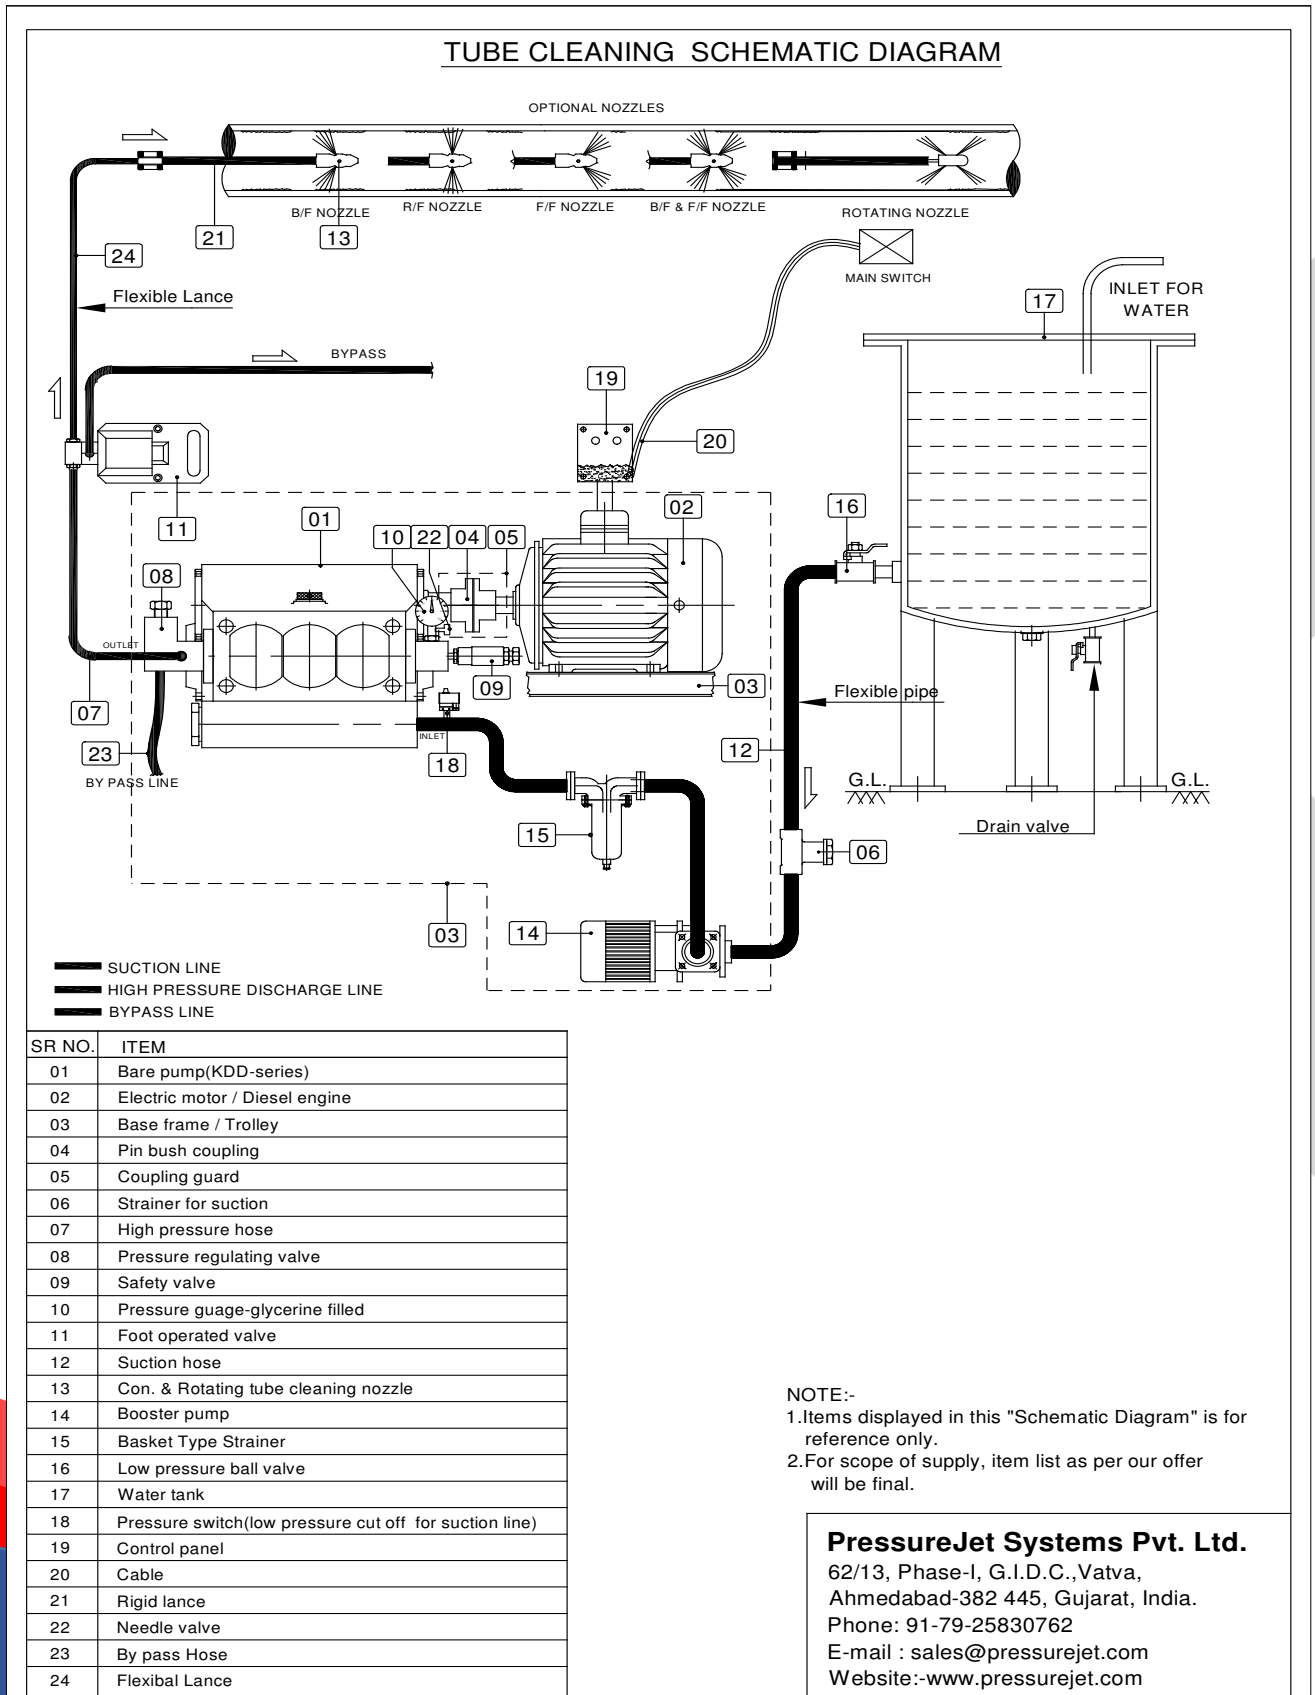 TUBE CLEANING SCHEMATIC DIAGRAM
OPTIONAL NOZZLES
B/F NOZZLE
R/F NOZZLE
F/F NOZZLE
B/F & F/F NOZZLE
ROTATING NOZZLE
21
13
24
MAIN SWITCH
Flexible Lance
17
INLET FOR
WATER
BYPASS
19
20
11
01
10
22
04
05
02
16
08
OUTLET
09
03
Flexible pipe
07
INLET
23
18
12
BY PASS LINE
G.L.
G.L.
15
Drain valve
06
03
14
SUCTION LINE
HIGH PRESSURE DISCHARGE LINE
BYPASS LINE
SR NO. ITEM
01 Bare pump(KDD-series)
02 Electric motor / Diesel engine
03 Base frame / Trolley
04 Pin bush coupling
05 Coupling guard
06 Strainer for suction
07 High pressure hose
08 Pressure regulating valve
09 Safety valve
10 Pressure guage-glycerine filled
11 Foot operated valve
12 Suction hose
13 Con. & Rotating tube cleaning nozzle
14 Booster pump
15 Basket Type Strainer
16 Low pressure ball valve
17 Water tank
18 Pressure switch(low pressure cut off for suction line)
19 Control panel
20 Cable
21 Rigid lance
22 Needle valve
23 By pass Hose
24 Flexibal Lance
NOTE:-
1.Items displayed in this "Schematic Diagram" is for
reference only.
2.For scope of supply, item list as per our offer
will be final.
PressureJet Systems Pvt. Ltd.
62/13, Phase-I, G.I.D.C.,Vatva,
Ahmedabad-382 445, Gujarat, India.
Phone: 91-79-25830762
E-mail : sales@pressurejet.com
Website:-www.pressurejet.com